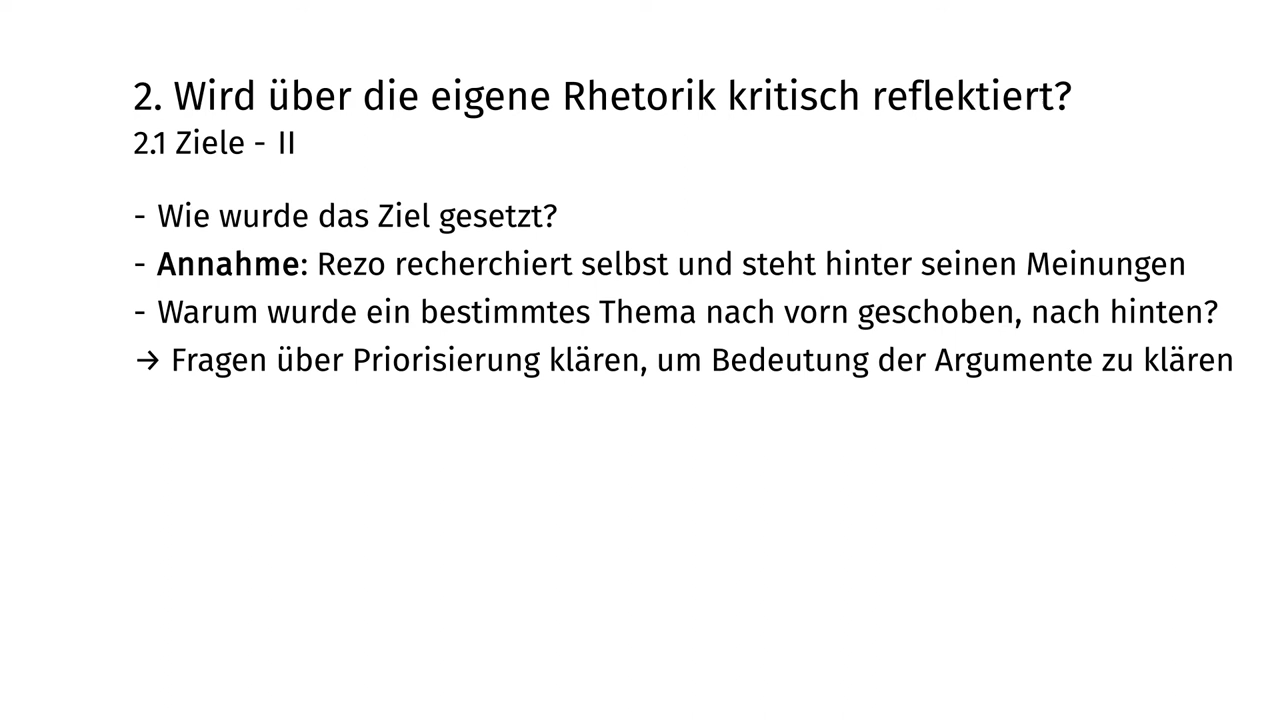 2. Wird über die eigene Rhetorik kritisch reflektiert?
2.1 Ziele - II
- Wie wurde das Ziel gesetzt?
- Annahme: Rezo recherchiert selbst und steht hinter seinen Meinungen
- Warum wurde ein bestimmtes Thema nach vorn geschoben, nach hinten?
→ Fragen über Priorisierung klären, um Bedeutung der Argumente zu klären